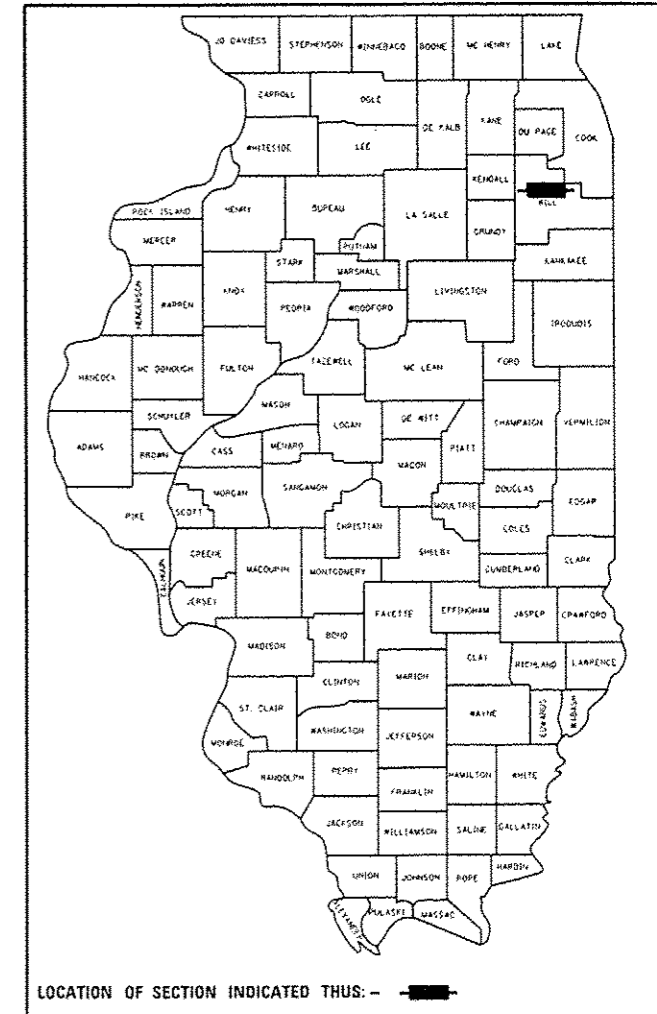 JO DAVIESS STEPHENSON WINNEBAGO BOONE MC HENRY LAKE
CARROLL OGLE DE KALB KANE DU PAGE COOK
WHITESIDE LEE
KENDALL WILL
ROCK ISLAND HENRY BUREAU LA SALLE GRUNDY
MERCER PUTNAM KANKAKEE
STARK MARSHALL
HENDERSON WARREN KNOX PEORIA WOODFORD LIVINGSTON IROQUOIS
HANCOCK MC DONOUGH FULTON TAZEWELL MC LEAN FORD
MASON
SCHUYLER LOGAN DE WITT CHAMPAIGN VERMILION
ADAMS BROWN CASS MENARD MACON PIATT
MORGAN SANGAMON DOUGLAS EDGAR
PIKE SCOTT CHRISTIAN MOULTRIE COLES
GREENE MACOUPIN MONTGOMERY SHELBY CUMBERLAND CLARK
CALHOUN JERSEY
FAYETTE EFFINGHAM JASPER CRAWFORD
MADISON BOND
CLAY RICHLAND LAWRENCE
CLINTON MARION
ST. CLAIR WAYNE EDWARDS WABASH
WASHINGTON JEFFERSON
MONROE
RANDOLPH PERRY HAMILTON WHITE
FRANKLIN
JACKSON WILLIAMSON SALINE GALLATIN
HARDIN
UNION JOHNSON POPE
ALEXANDER PULASKI MASSAC
LOCATION OF SECTION INDICATED THUS: -